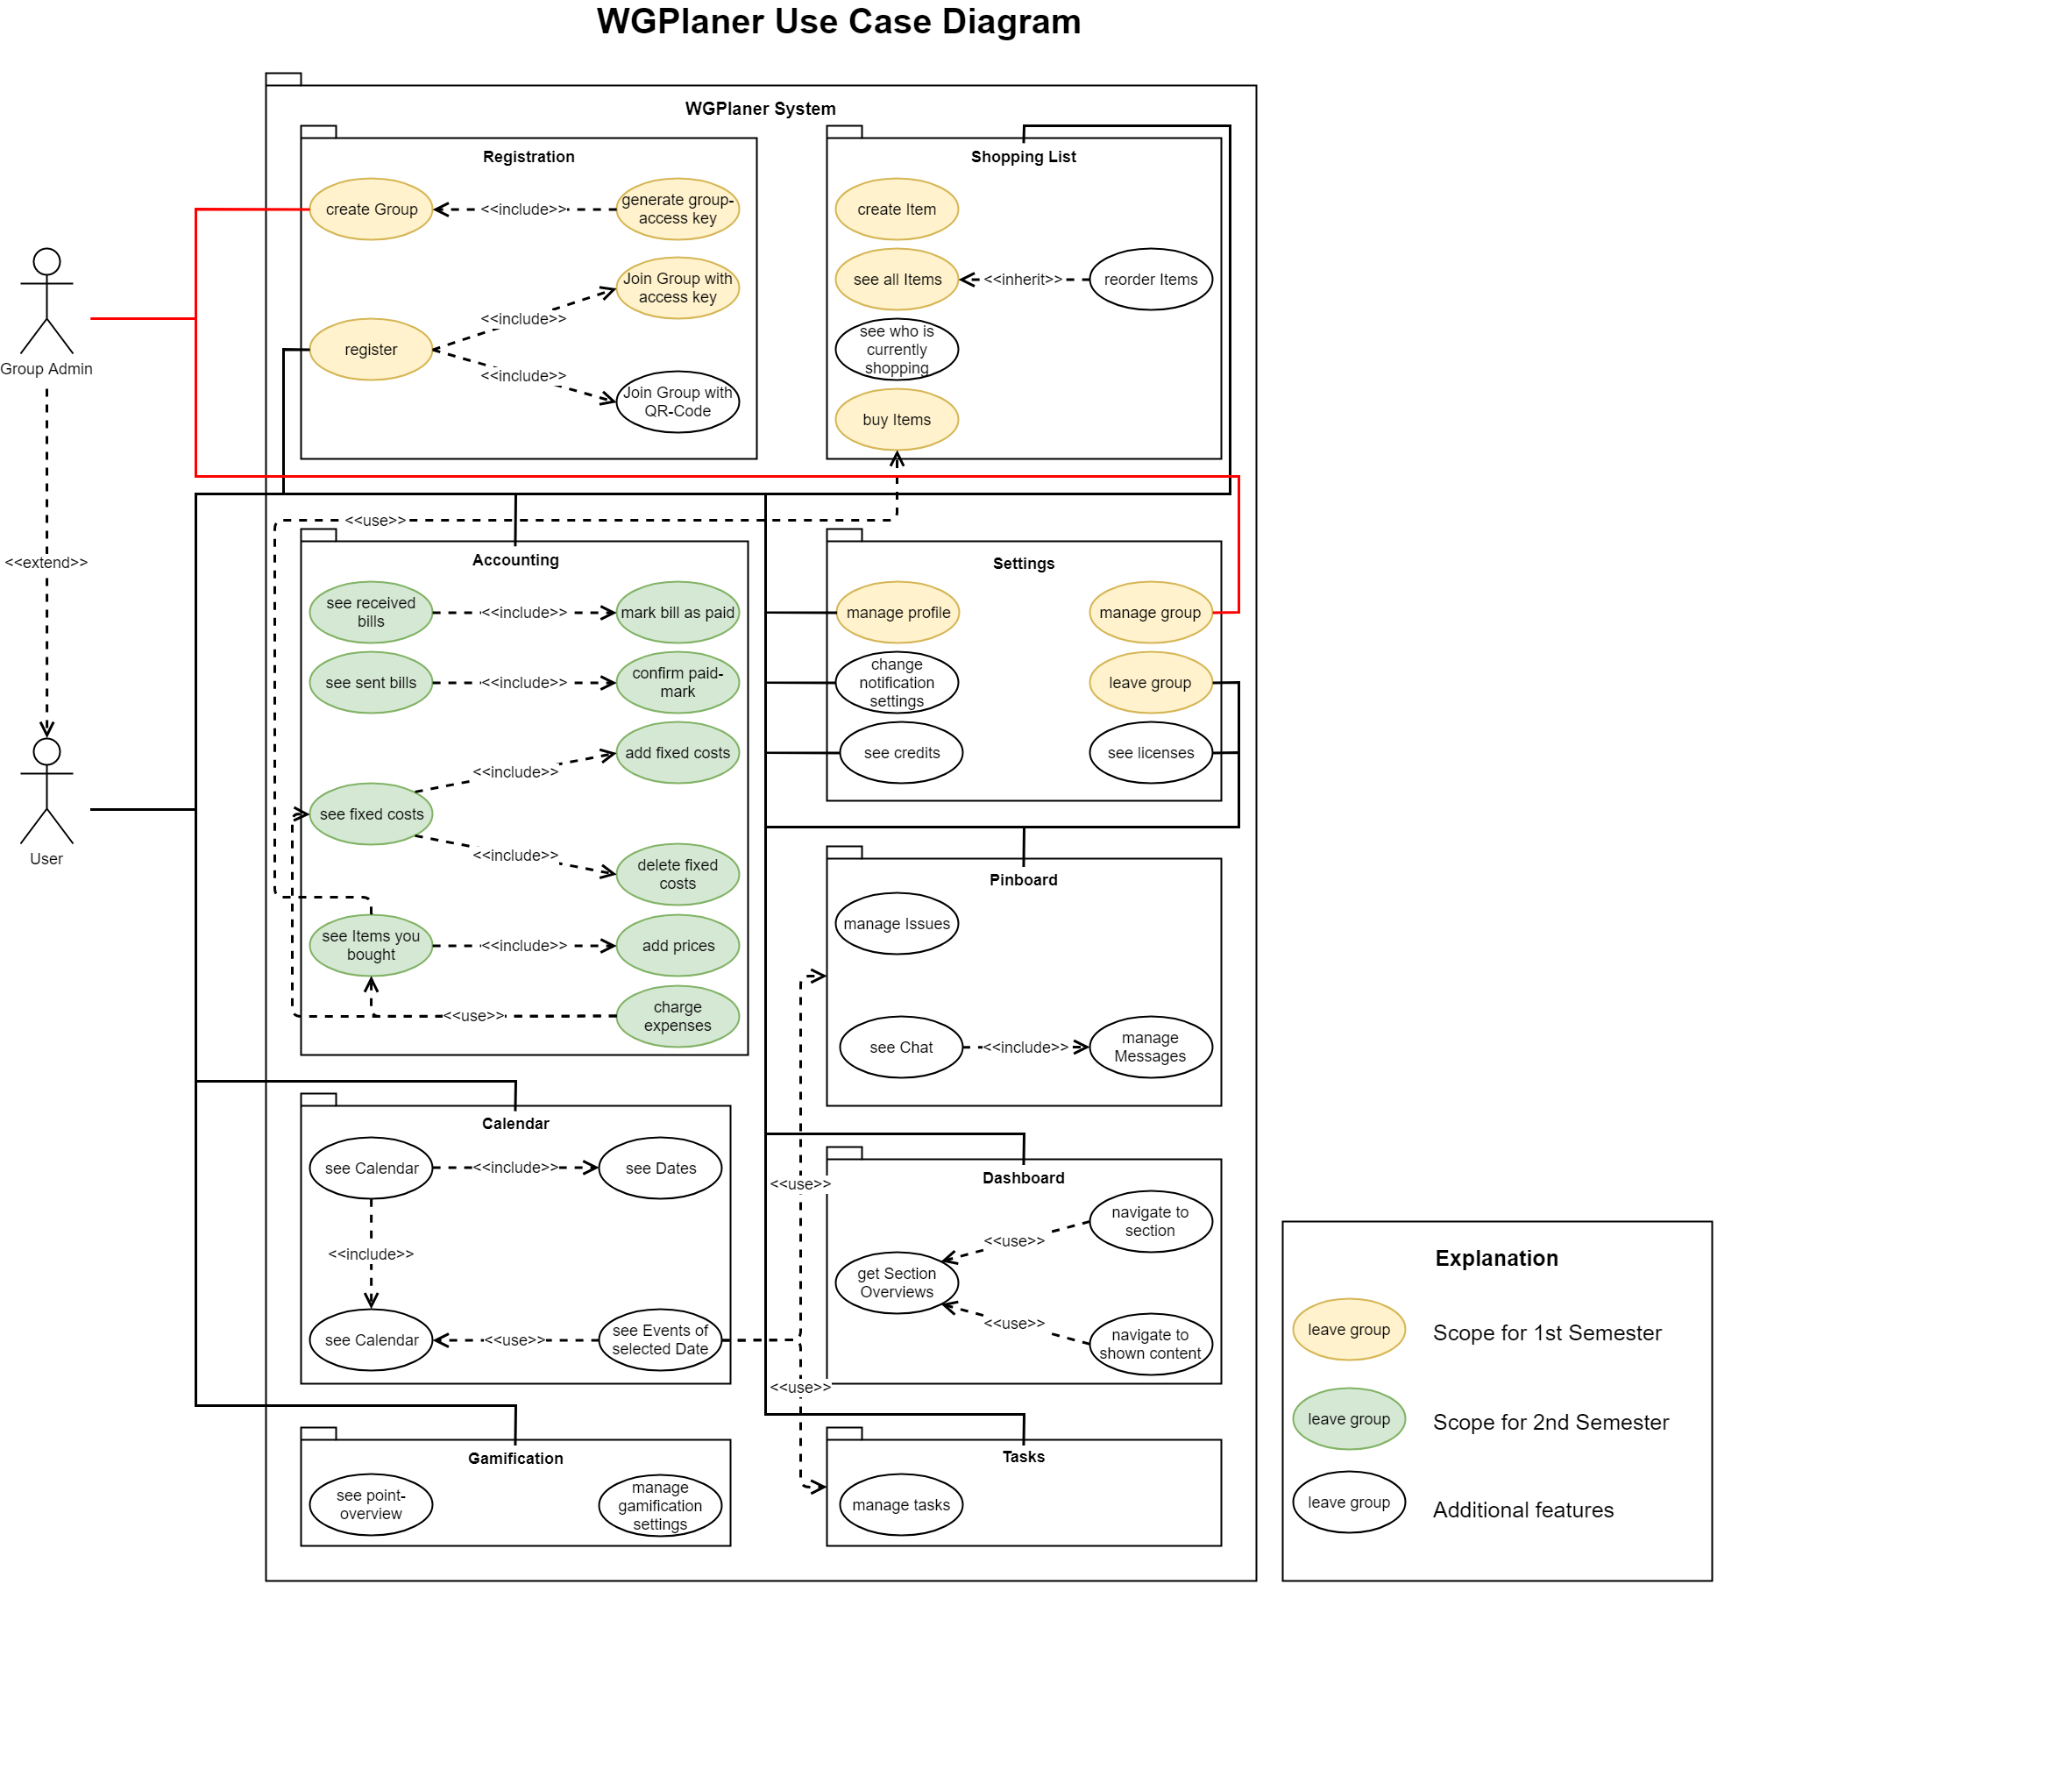 WGPlaner Use Case Diagram
WGPlaner System
Registration
create Group
<<include>>
generate group-
access key
Join Group with
access key
<<include>>
register
<<include>>
Join Group with
QR-Code
Shopping List
create Item
see all Items
<<inherit>>
reorder Items
see who is
currently
shopping
buy Items
Group Admin
<<extend>>
User
<<use>>
Accounting
see received
bills
<<include>>
mark bill as paid
see sent bills
<<include>>
confirm paid-
mark
<<include>>
add fixed costs
see fixed costs
<<include>>
delete fixed
costs
see Items you
bought
<<include>>
add prices
<<use>>
charge
expenses
Settings
manage profile
manage group
change
notification
settings
leave group
see credits
see licenses
Pinboard
manage Issues
see Chat
<<include>>
manage
Messages
Calendar
see Calendar
<<include>>
see Dates
<<include>>
see Calendar
<<use>>
see Events of
selected Date
<<use>>
<<use>>
Dashboard
navigate to
section
<<use>>
get Section
Overviews
<<use>>
navigate to
shown content
Gamification
see point-
overview
manage
gamification
settings
Tasks
manage tasks
Explanation
leave group
Scope for 1st Semester
leave group
Scope for 2nd Semester
leave group
Additional features